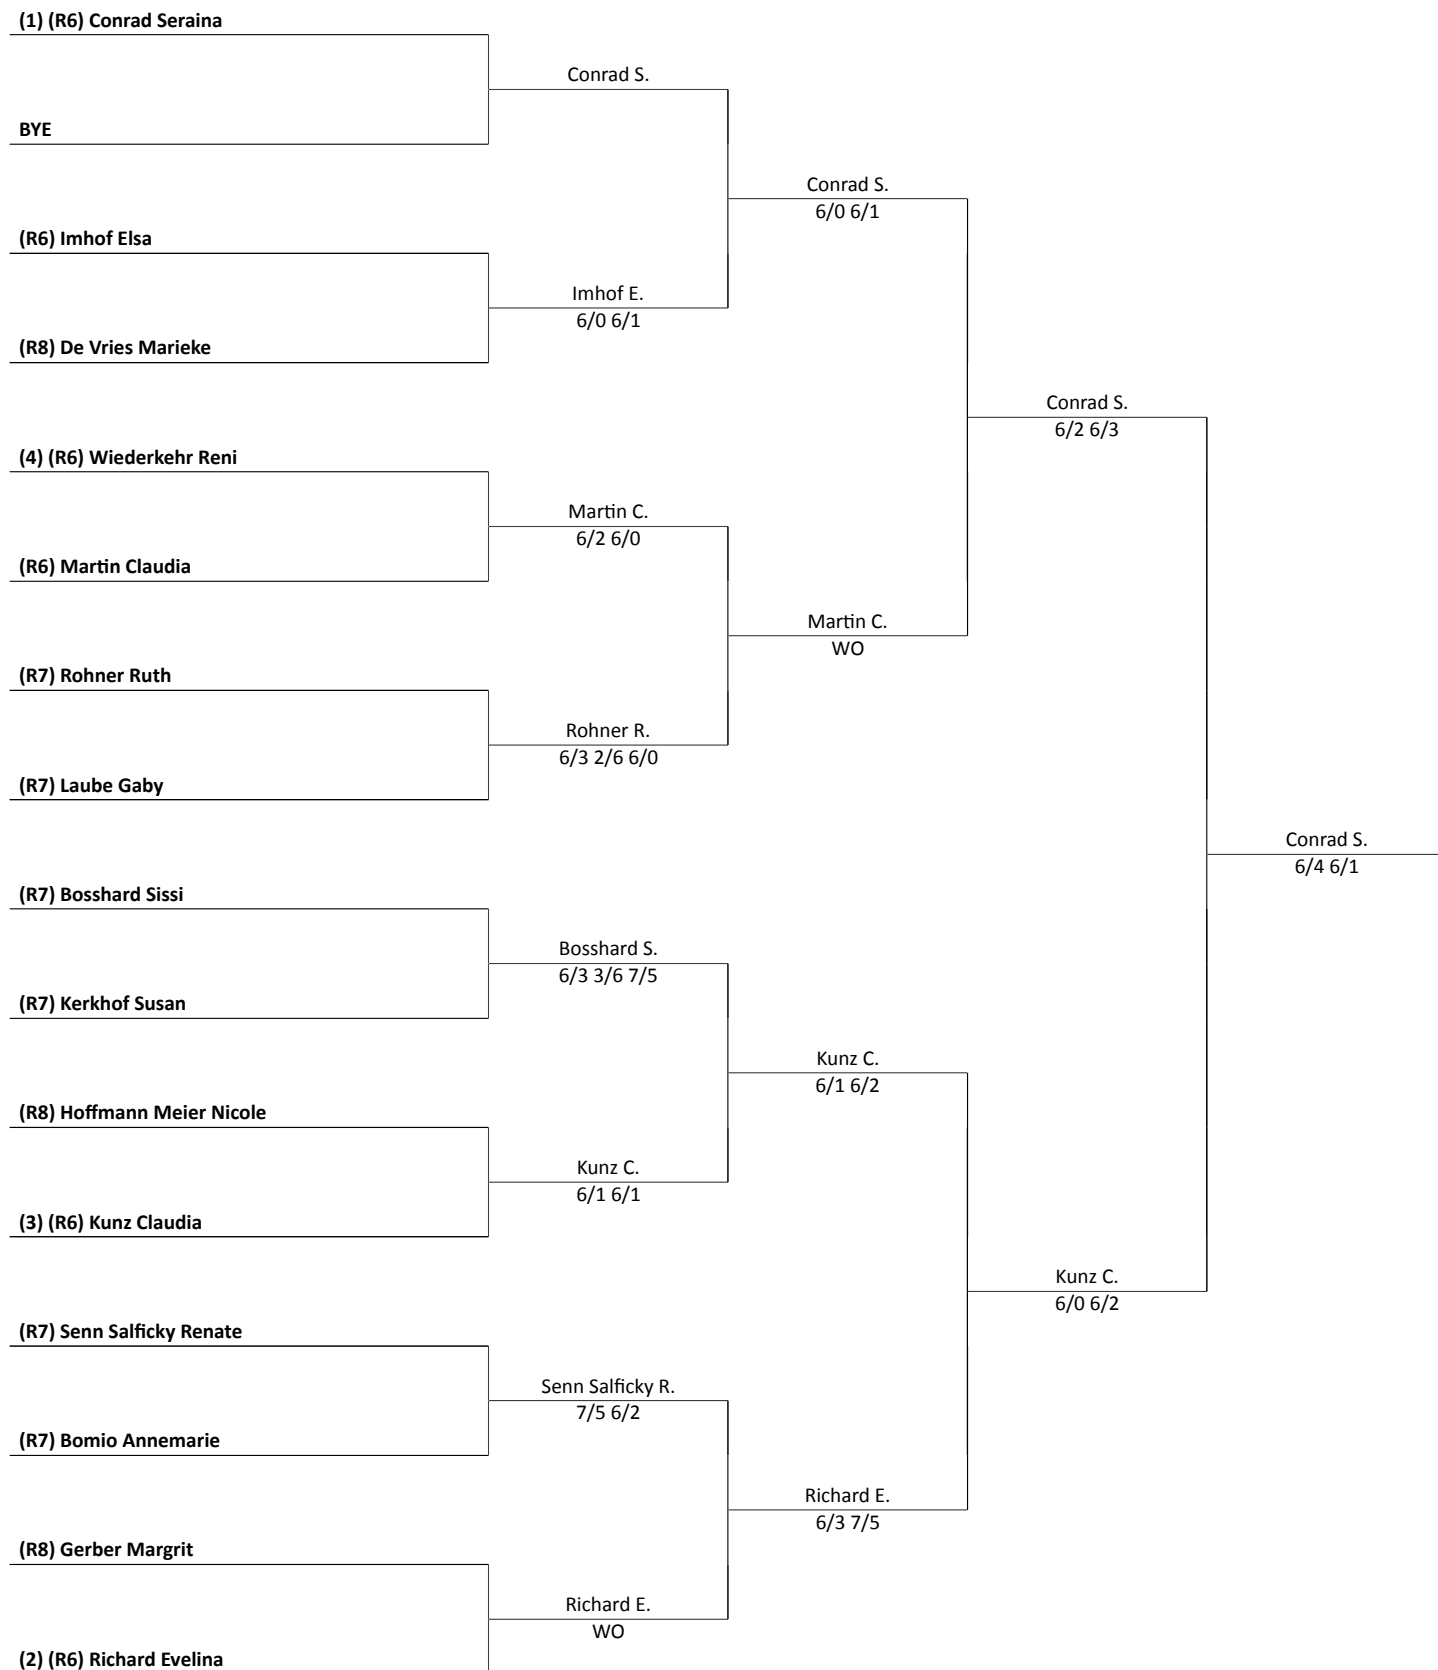 (1) (R6) Conrad Seraina
Conrad S.
BYE
Conrad S.
6/0 6/1
(R6) Imhof Elsa
Imhof E.
6/0 6/1
(R8) De Vries Marieke
Conrad S.
6/2 6/3
(4) (R6) Wiederkehr Reni
Martin C.
6/2 6/0
(R6) Martin Claudia
Martin C.
WO
(R7) Rohner Ruth
Rohner R.
6/3 2/6 6/0
(R7) Laube Gaby
Conrad S.
6/4 6/1
(R7) Bosshard Sissi
Bosshard S.
6/3 3/6 7/5
(R7) Kerkhof Susan
Kunz C.
6/1 6/2
(R8) Hoffmann Meier Nicole
Kunz C.
6/1 6/1
(3) (R6) Kunz Claudia
Kunz C.
6/0 6/2
(R7) Senn Salficky Renate
Senn Salficky R.
7/5 6/2
(R7) Bomio Annemarie
Richard E.
6/3 7/5
(R8) Gerber Margrit
Richard E.
WO
(2) (R6) Richard Evelina